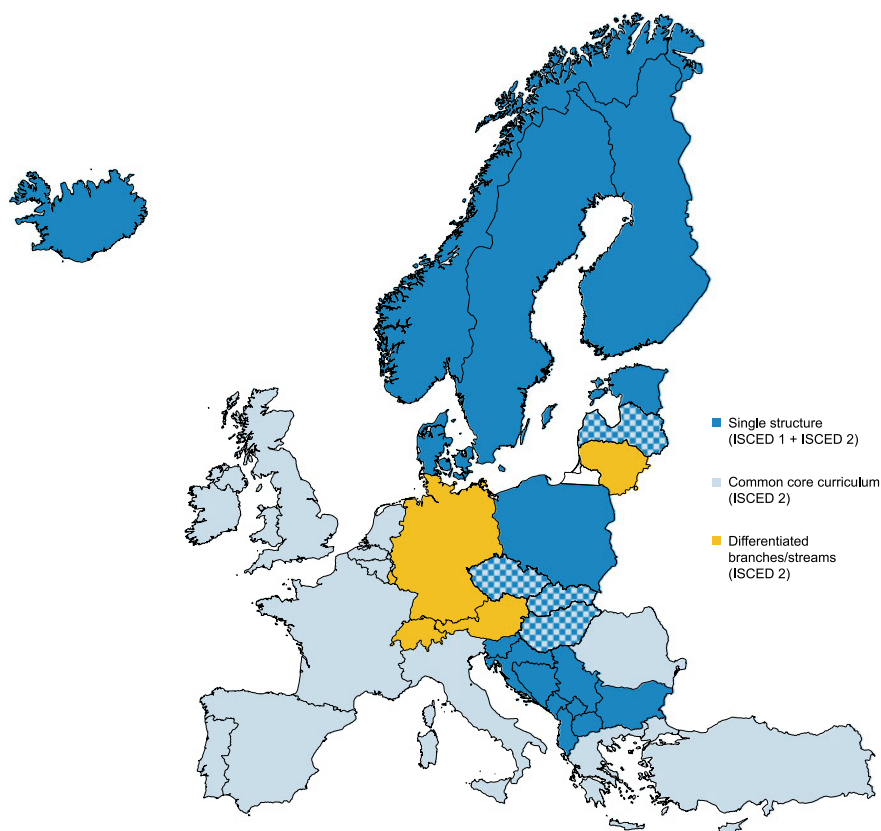 Single structure
(ISCED 1 + ISCED 2)
Common core curriculum
(ISCED 2)
Differentiated
branches/streams
(ISCED 2)